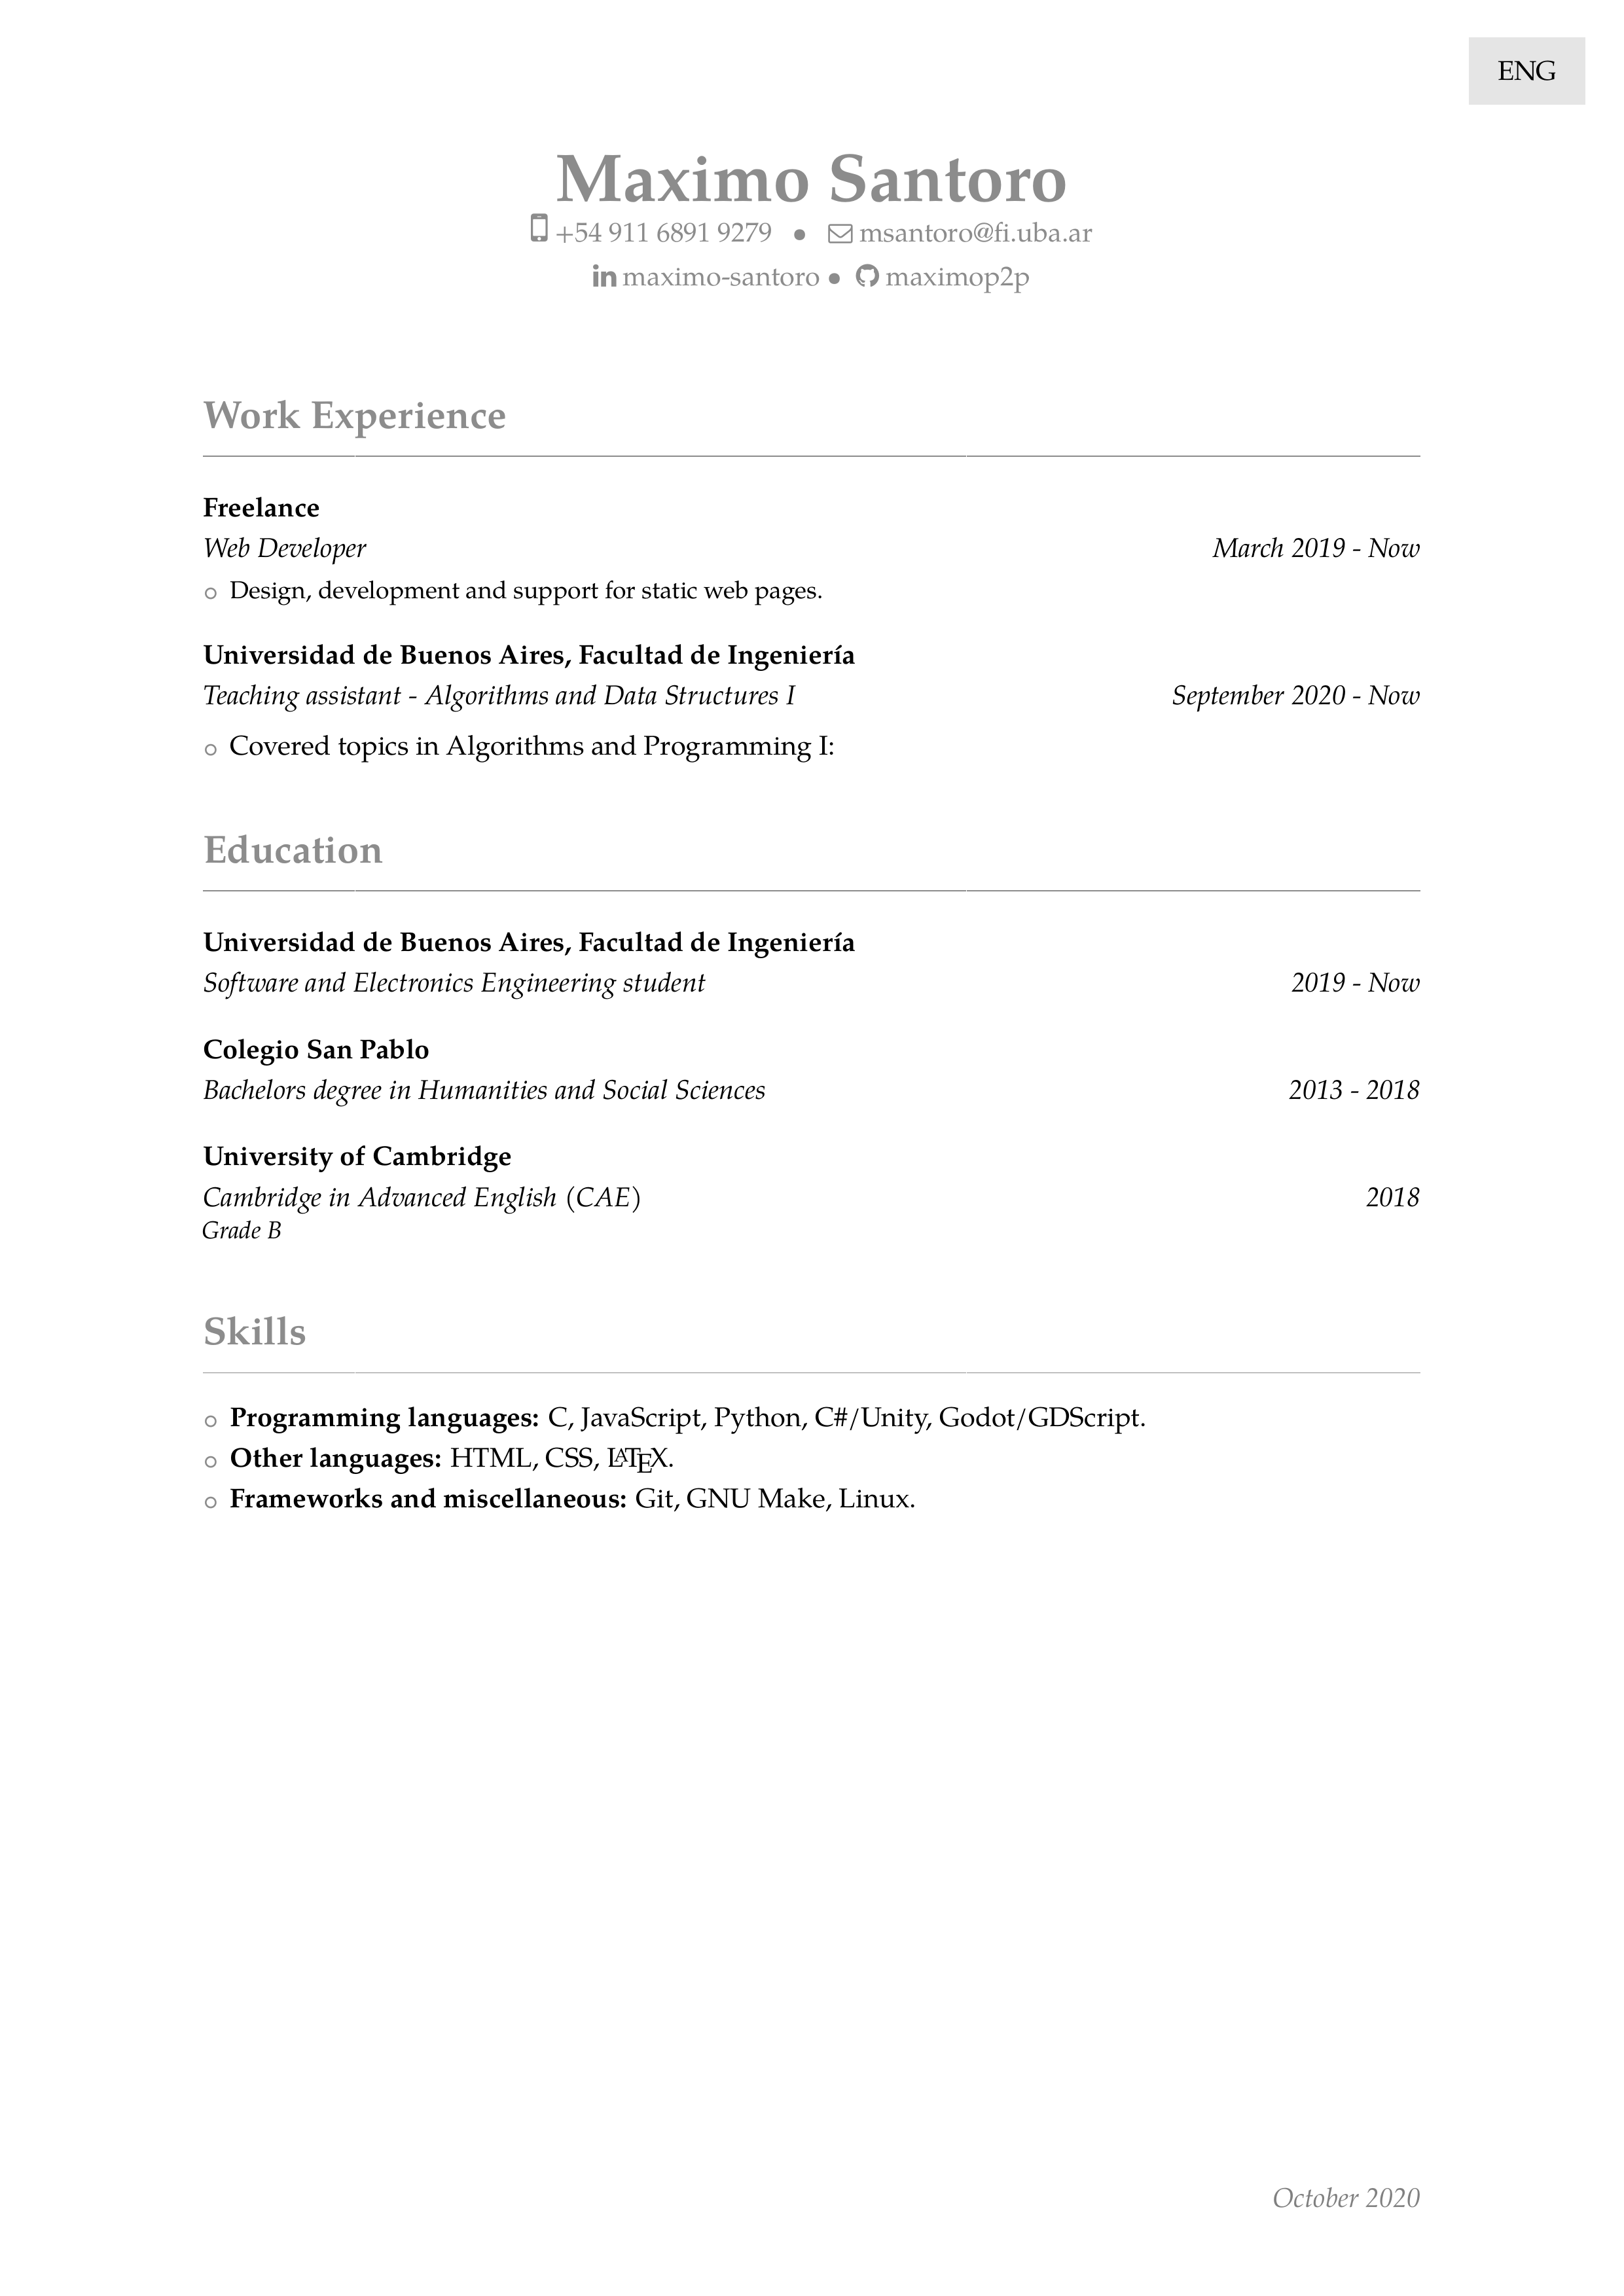 ENG
Maximo Santoro
+54 911 6891 9279 • msantoro@fi.uba.ar
maximo-santoro • maximop2p
Work Experience
Freelance
Web Developer March 2019 - Now
Design, development and support for static web pages.
Universidad de Buenos Aires, Facultad de Ingeniería
Teaching assistant - Algorithms and Data Structures I September 2020 - Now
Covered topics in Algorithms and Programming I:
Education
Universidad de Buenos Aires, Facultad de Ingeniería
Software and Electronics Engineering student 2019 - Now
Colegio San Pablo
Bachelors degree in Humanities and Social Sciences 2013 - 2018
University of Cambridge
Cambridge in Advanced English (CAE) 2018
Grade B
Skills
Programming languages: C, JavaScript, Python, C#/Unity, Godot/GDScript.
Other languages: HTML, CSS, LATEX.
Frameworks and miscellaneous: Git, GNU Make, Linux.
October 2020